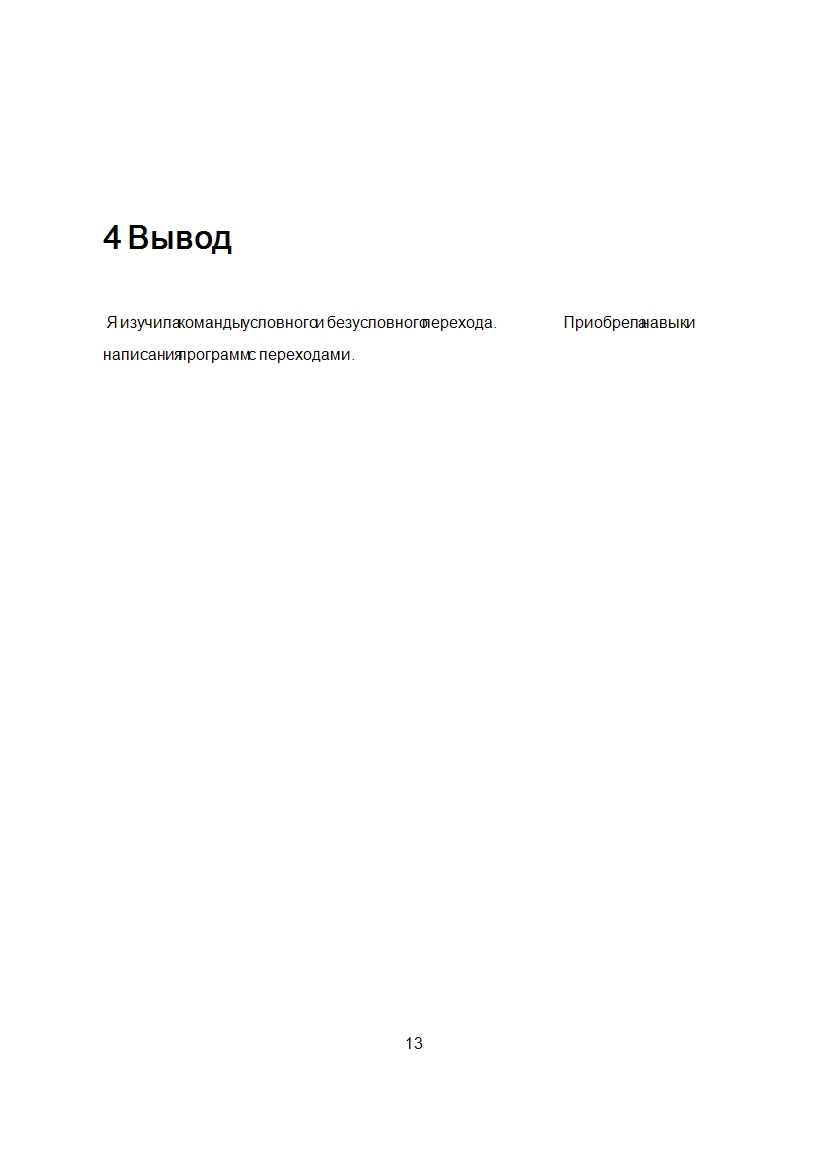 4 Вывод
Я изучила команды условного и безусловного перехода. Приобрела навыки
написания программ с переходами.
13